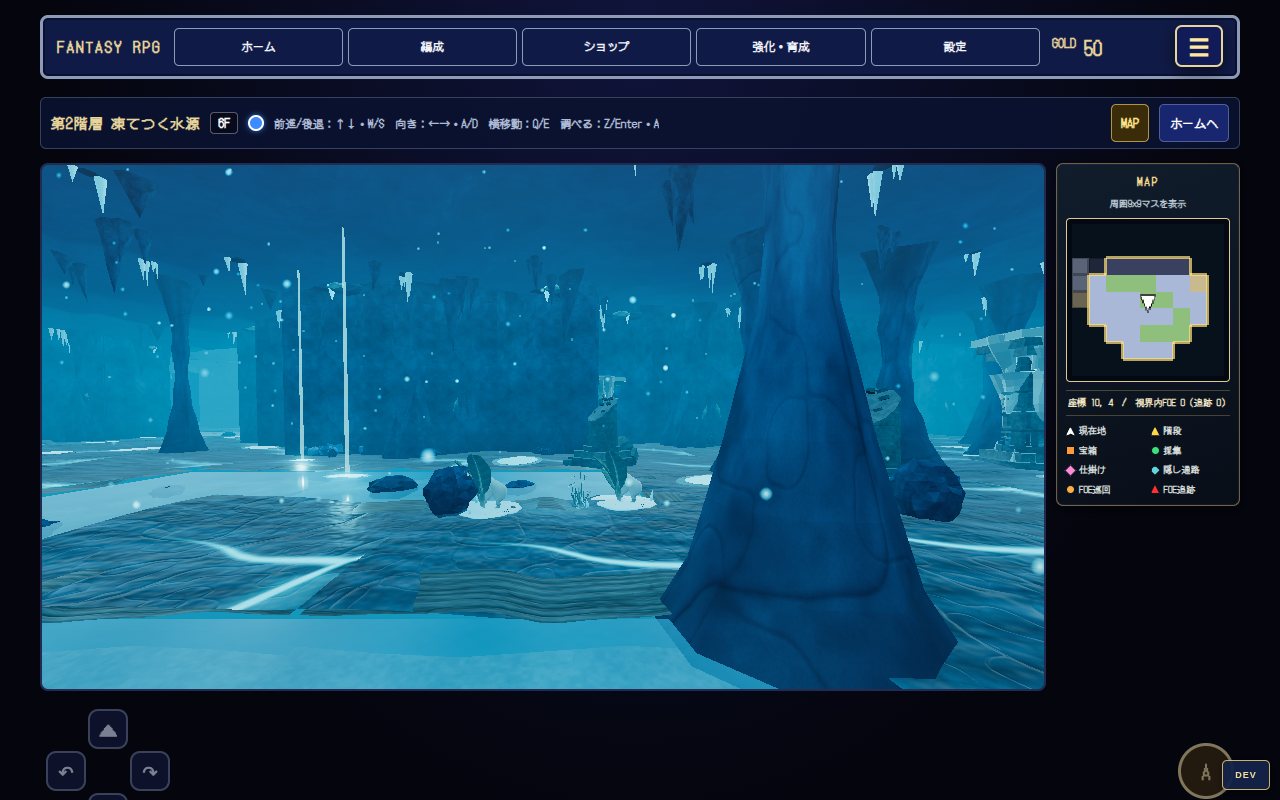 FANTASY RPG
ホーム
編成
ショップ
強化・育成
設定
GOLD 50
第2階層 凍てつく水源
6F
前進/後退：↑↓・W/S 向き：←→・A/D 横移動：Q/E 調べる：Z/Enter・A
MAP
ホームへ
MAP
周囲9x9マスを表示
座標 10, 4 / 視界内FOE 0 (追跡 0)
現在地
階段
宝箱
採集
仕掛け
隠し通路
FOE巡回
FOE追跡
A
DEV